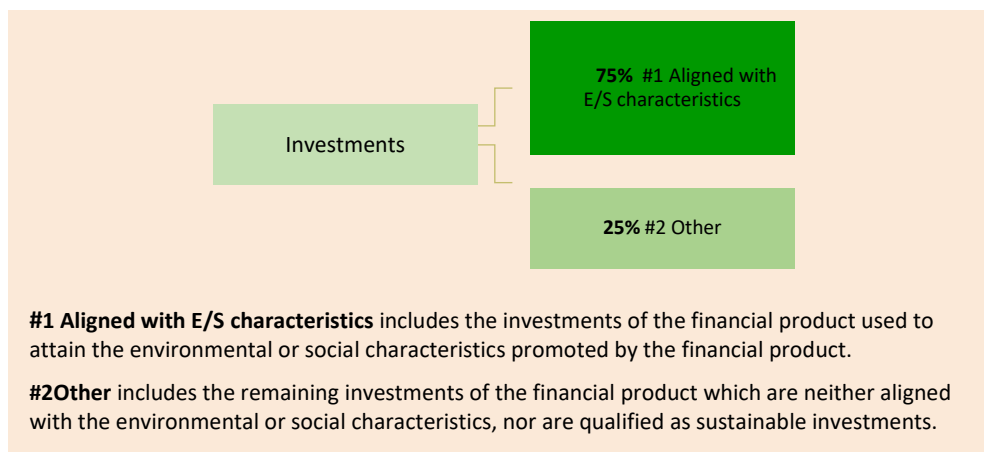 75% #1 Aligned with
E/S characteristics
Investments
25% #2 Other
#1 Aligned with E/S characteristics includes the investments of the financial product used to
attain the environmental or social characteristics promoted by the financial product.
#2Other includes the remaining investments of the financial product which are neither aligned
with the environmental or social characteristics, nor are qualified as sustainable investments.